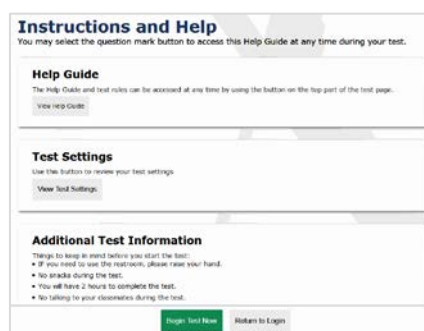 Instructions and Help
You may select the question mark button to access this Help Guide at any time during your test.
Help Guide
The Help Guide and test rules can be accessed at any time by using the button on the top part of the test page.
View Help Guide
Test Settings
Use this button to review your test settings
View Test Settings
Additional Test Information
Things to keep in mind before you start the test:
• If you need to use the restroom, please raise your hand.
• No snacks during the test.
• You will have 2 hours to complete the test.
• No talking to your classmates during the test.
Begin Test Now Return to Login